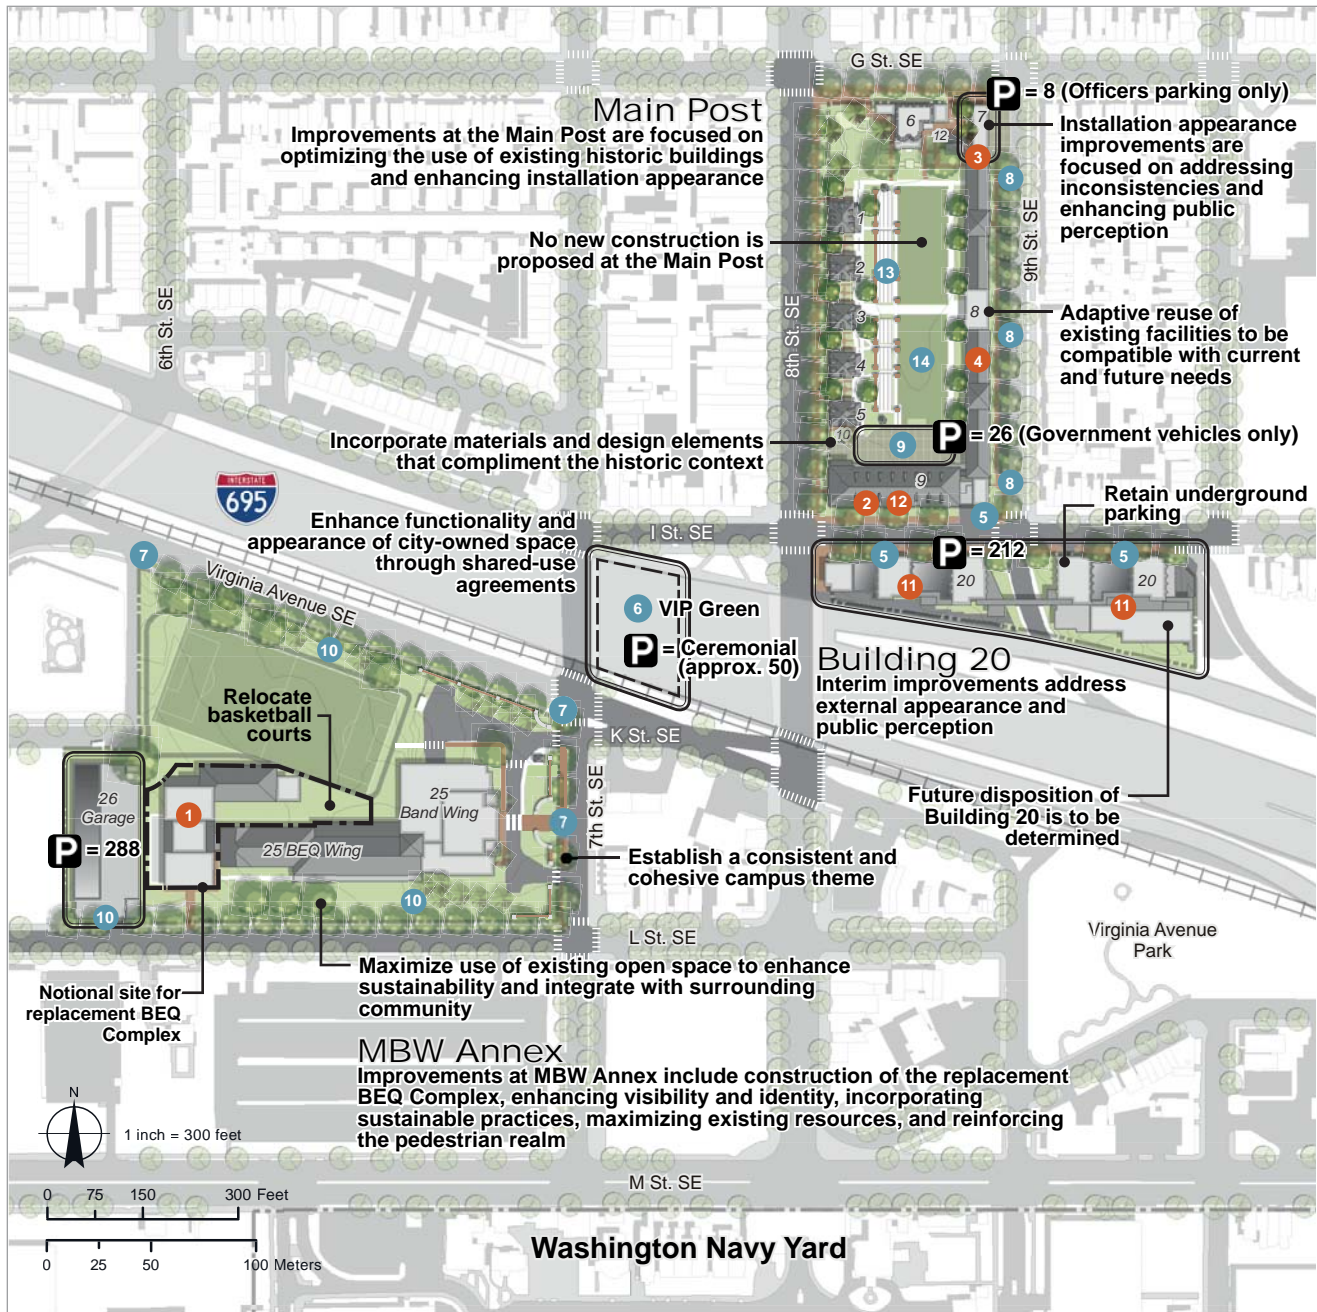 G St. SE
P = 8 (Officers parking only)
6
7
12
3
8
Main Post
Improvements at the Main Post are focused on
optimizing the use of existing historic buildings
and enhancing installation appearance
Installation appearance
improvements are
focused on addressing
inconsistencies and
enhancing public
perception
9th St. SE
No new construction is
proposed at the Main Post
1
2
13
3
8
8
4
14
4
5
10
6th St. SE
8th St. SE
Adaptive reuse of
existing facilities to be
compatible with current
and future needs
Incorporate materials and design elements
that compliment the historic context
9
P = 26 (Government vehicles only)
9
8
2
12
5
INTERSTATE
695
Retain underground
parking
Enhance functionality and
appearance of city-owned space
through shared-use
agreements
I St. SE
5
P = 212
5
20
20
11
11
7
Virginia Avenue SE
10
6 VIP Green
P = Ceremonial
(approx. 50)
Building 20
Interim improvements address
external appearance and
public perception
Relocate
basketball
courts
7
K St. SE
7th St. SE
Future disposition of
Building 20 is to be
determined
26
Garage
P = 288
1
25
Band Wing
25 BEQ Wing
7
Establish a consistent and
cohesive campus theme
10
10
L St. SE
Virginia Avenue
Park
Maximize use of existing open space to enhance
sustainability and integrate with surrounding
community
Notional site for
replacement BEQ
Complex
MBW Annex
Improvements at MBW Annex include construction of the replacement
BEQ Complex, enhancing visibility and identity, incorporating
sustainable practices, maximizing existing resources, and reinforcing
the pedestrian realm
N
1 inch = 300 feet
M St. SE
0 75 150 300 Feet
0 25 50 100 Meters
Washington Navy Yard